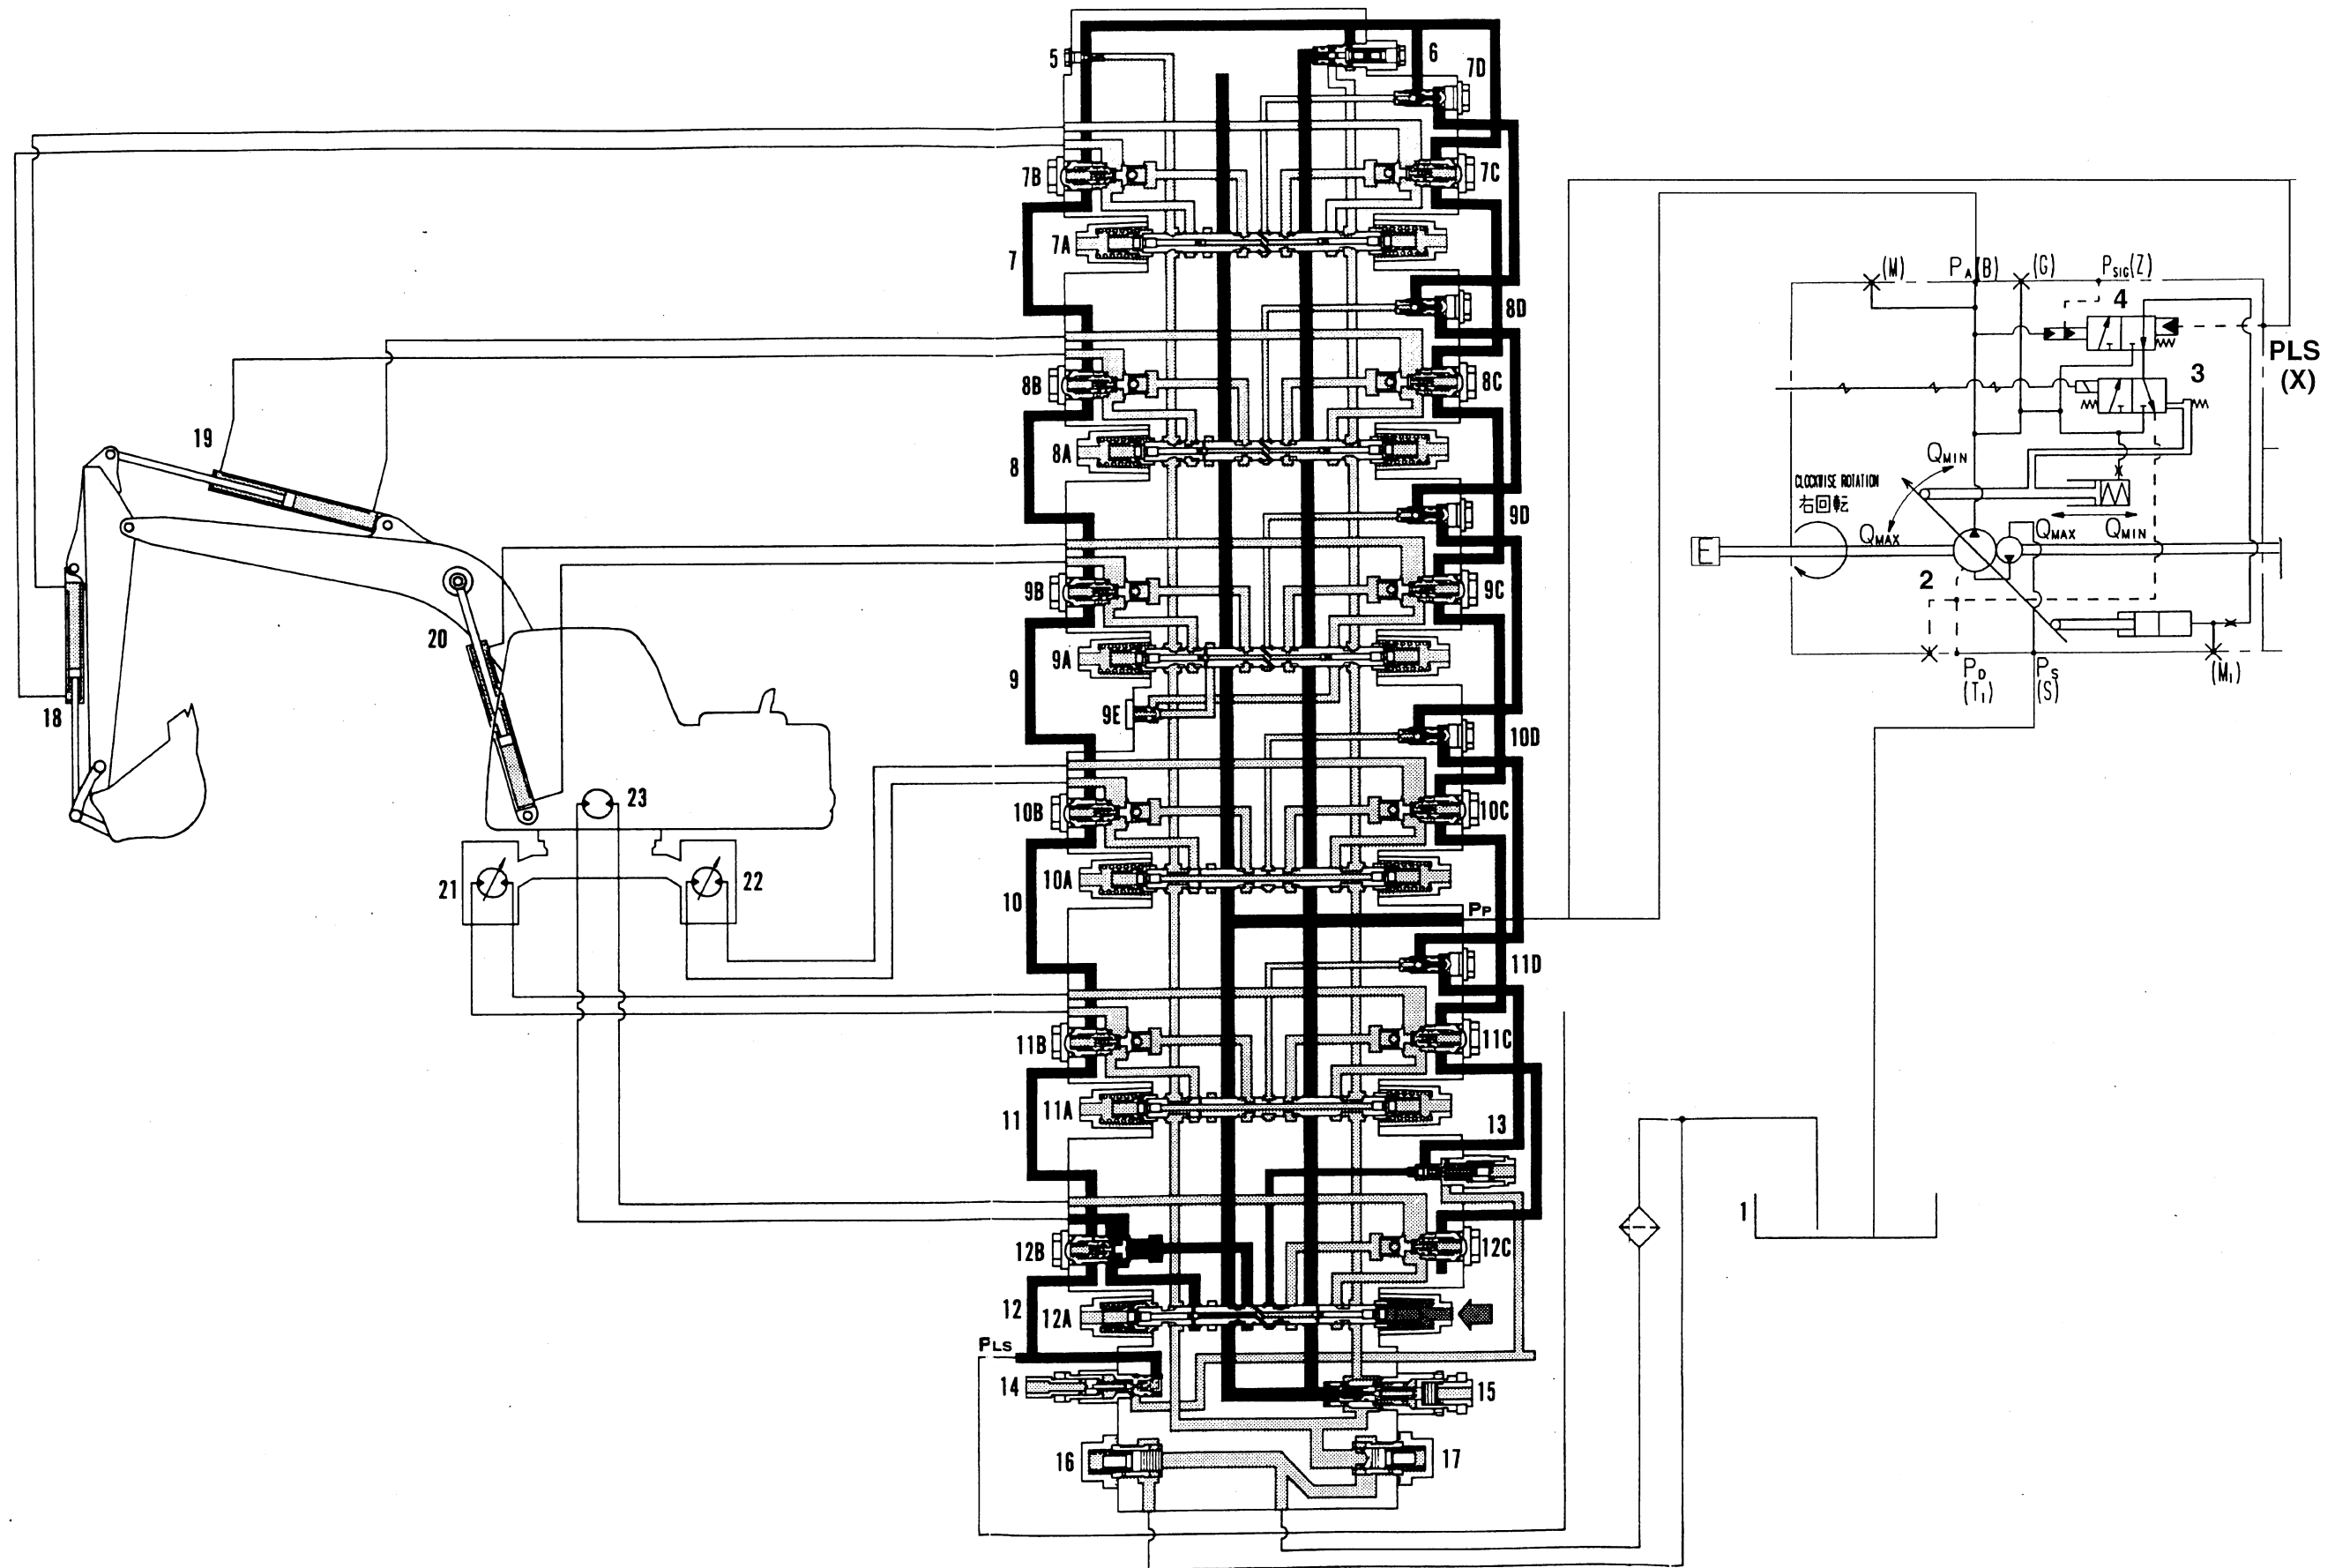 5
6
7D
7B
7C
7A
7
8D
8B
8C
8A
8
9D
9B
9C
9A
9
9E
10D
10B
10C
10A
10
PP
11D
11B
11C
11A
11
13
12B
12C
12
12A
PLS
14
15
16
17
19
20
18
23
21
22
(M)
PA(B)
(G)
PSIG(Z)
4
PLS
(X)
3
QMIN
CLOCKWISE ROTATION
右回転
QMAX
QMAX
QMIN
E
2
PD
(T1)
PS
(S)
(M1)
1